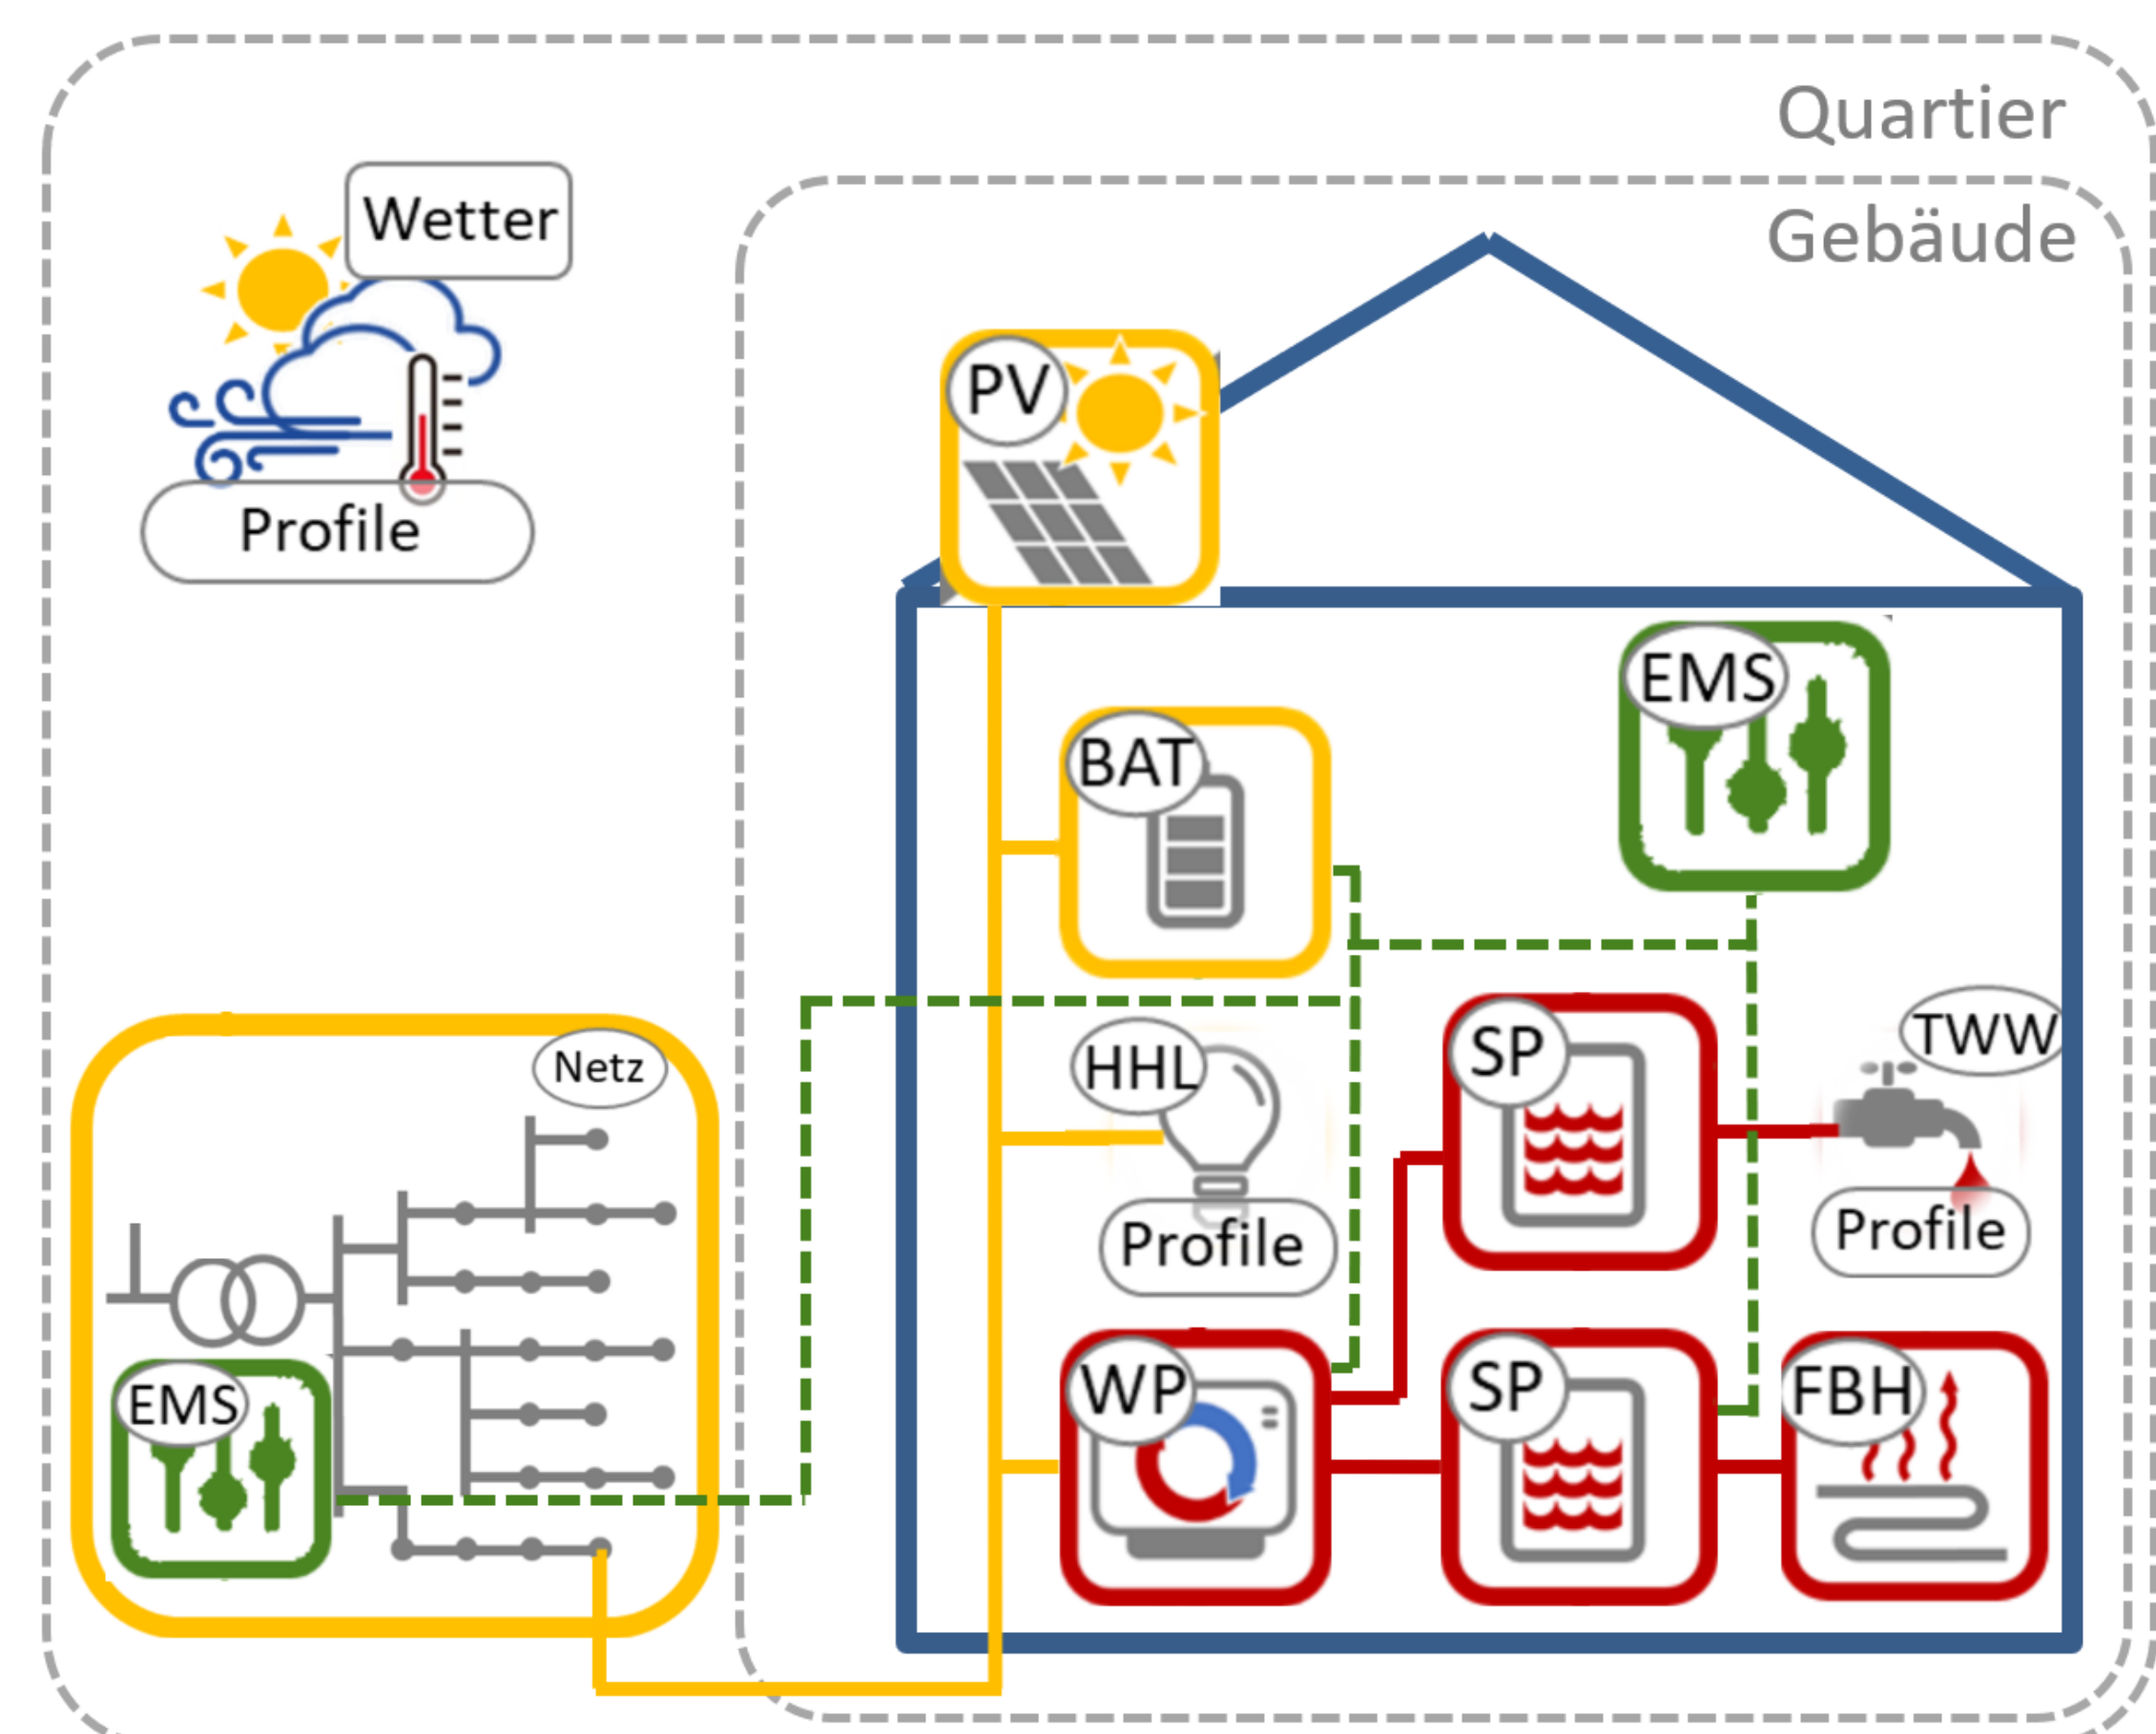 Quartier
Gebäude
Wetter
Profile
PV
EMS
BAT
Netz
HHL
Profile
SP
TWW
Profile
EMS
WP
SP
FBH